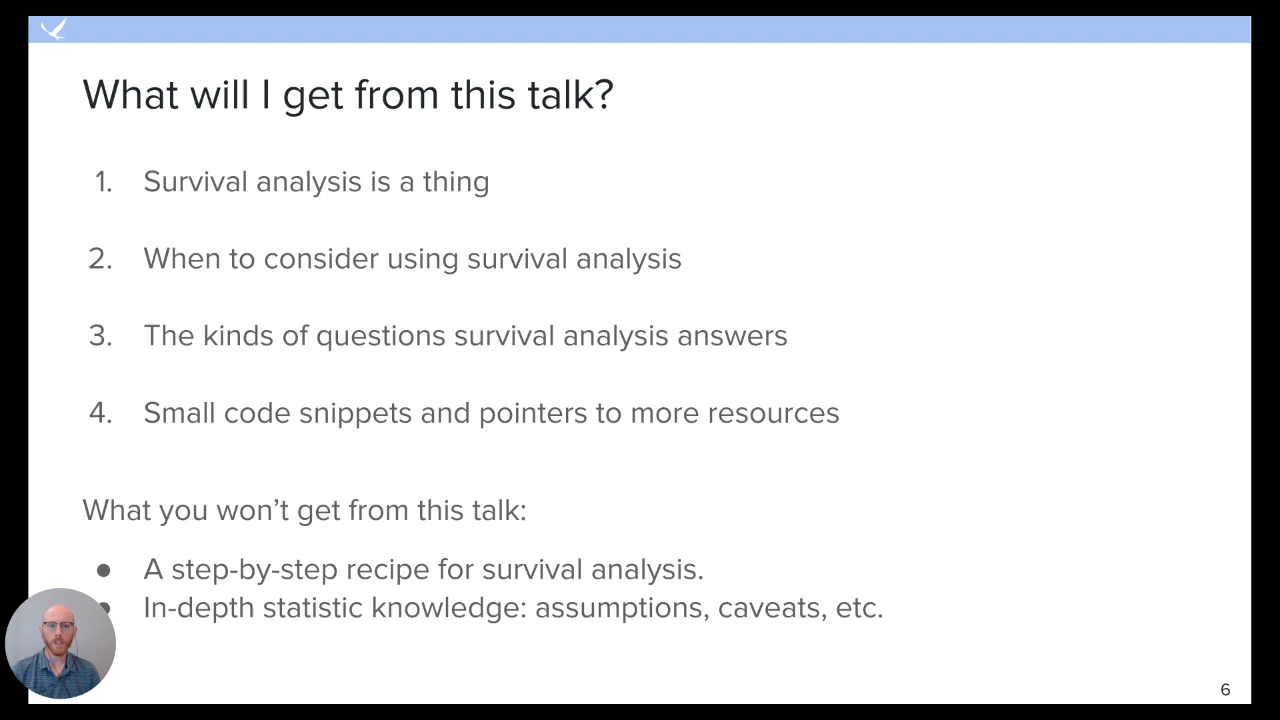 What will I get from this talk?
1. Survival analysis is a thing
2. When to consider using survival analysis
3. The kinds of questions survival analysis answers
4. Small code snippets and pointers to more resources
What you won’t get from this talk:
● A step-by-step recipe for survival analysis.
● In-depth statistic knowledge: assumptions, caveats, etc.
6